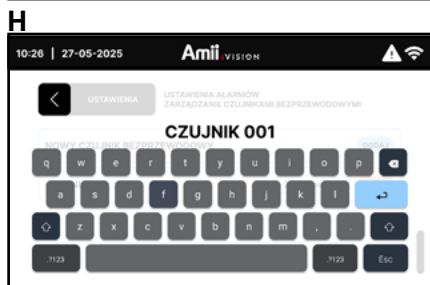 H
10:26 | 27-05-2025 Amii.VISION
USTAWIENIA
USTAWIENIA ALARMÓW
ZARZĄDZANIE CZUJNIKAMI BEZPRZEWODOWYMI
CZUJNIK 001
NOWY CZUJNIK BEZPRZEWODOWY DODAJ
q w e r t y u i o p
a s d f g h j k l
z x c v b n m , .
.?123 .?123 Esc